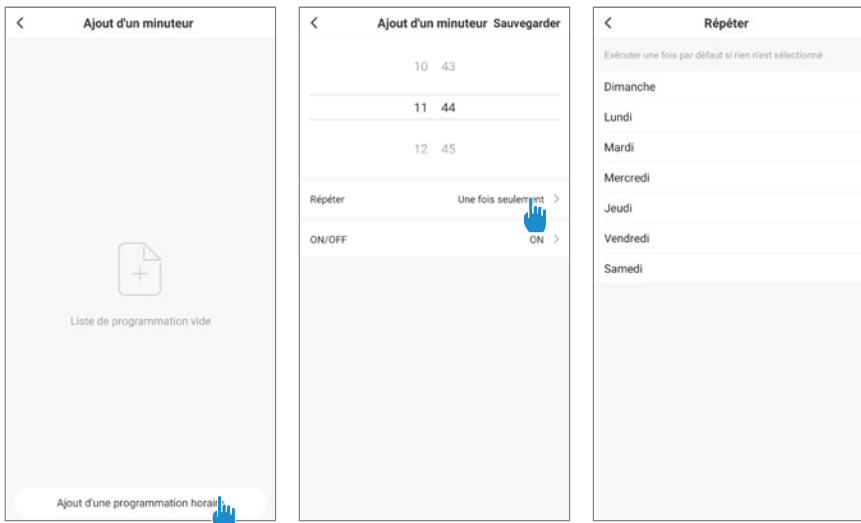 Ajout d'un minuteur
Liste de programmation vide
Ajout d'une programmation horaire
Ajout d'un minuteur Sauvegarder
10 43
11 44
12 45
Répéter Une fois seulement
ON/OFF ON
Répéter
Exécuter une fois par défaut si rien n'est sélectionné
Dimanche
Lundi
Mardi
Mercredi
Jeudi
Vendredi
Samedi